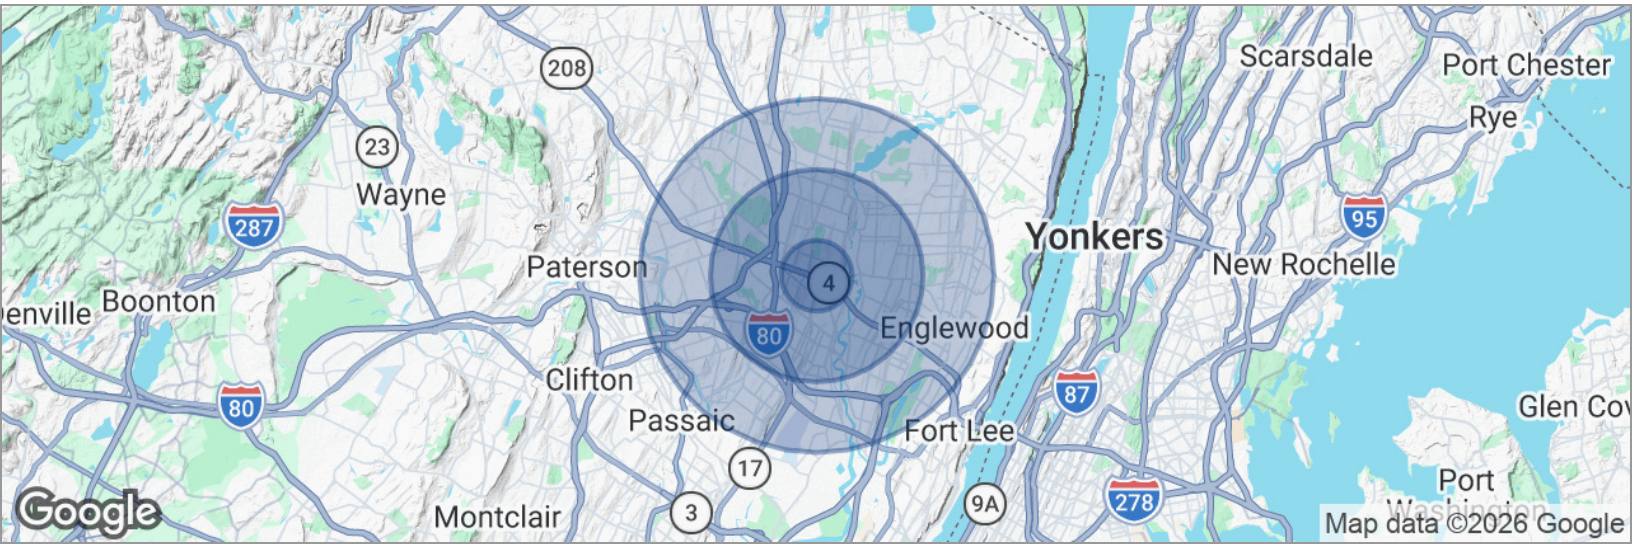 Scarsdale
Port Chester
208
Rye
23
Wayne
95
287
Yonkers
New Rochelle
Paterson
4
Boonton
enville
80
Englewood
Clifton
87
80
Glen Cov
Passaic
Fort Lee
17
Port
Washington
278
9A
3
Google
Montclair
Map data ©2026 Google